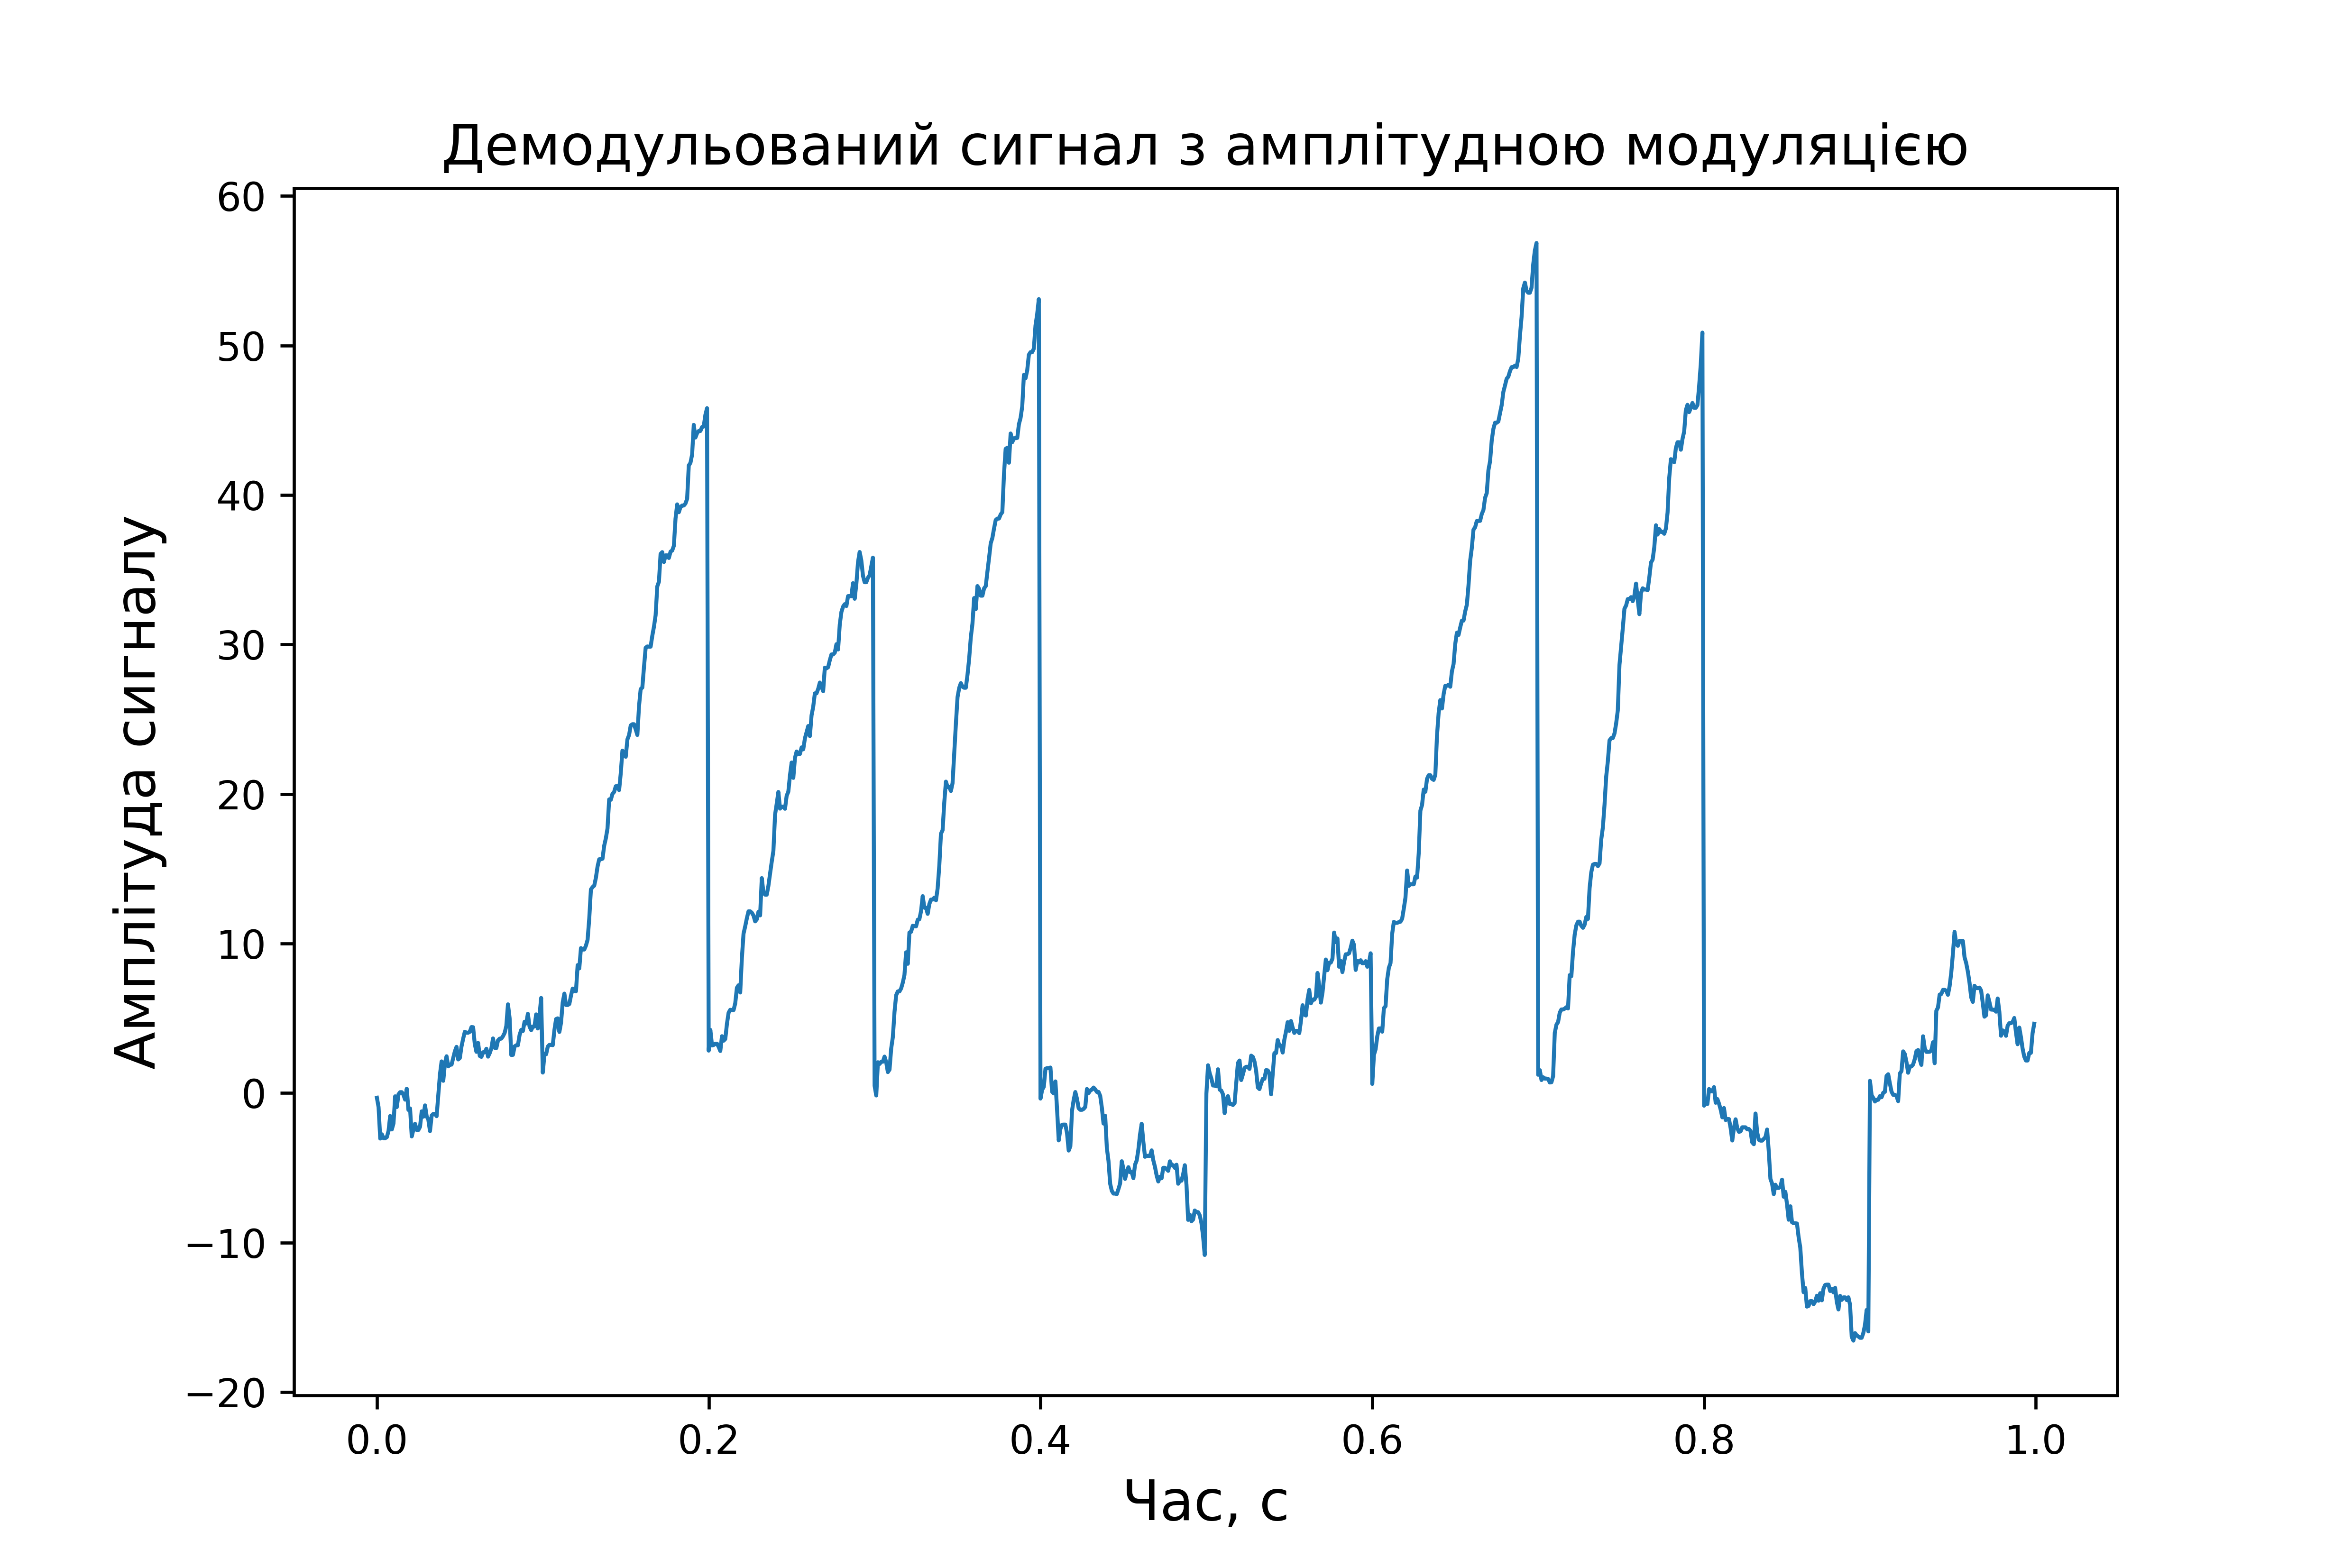 Демодульований сигнал з амплітудною модуляцією
Амплітуда сигналу
60
50
40
30
20
10
0
−10
−20
0.0 0.2 0.4 0.6 0.8 1.0
Час, с